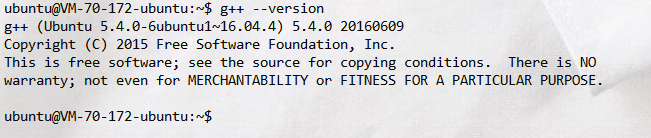 ubuntu@VM-70-172-ubuntu:~$ g++ --version
g++ (Ubuntu 5.4.0-6ubuntu1~16.04.4) 5.4.0 20160609
Copyright (C) 2015 Free Software Foundation, Inc.
This is free software; see the source for copying conditions.  There is NO
warranty; not even for MERCHANTABILITY or FITNESS FOR A PARTICULAR PURPOSE.
ubuntu@VM-70-172-ubuntu:~$